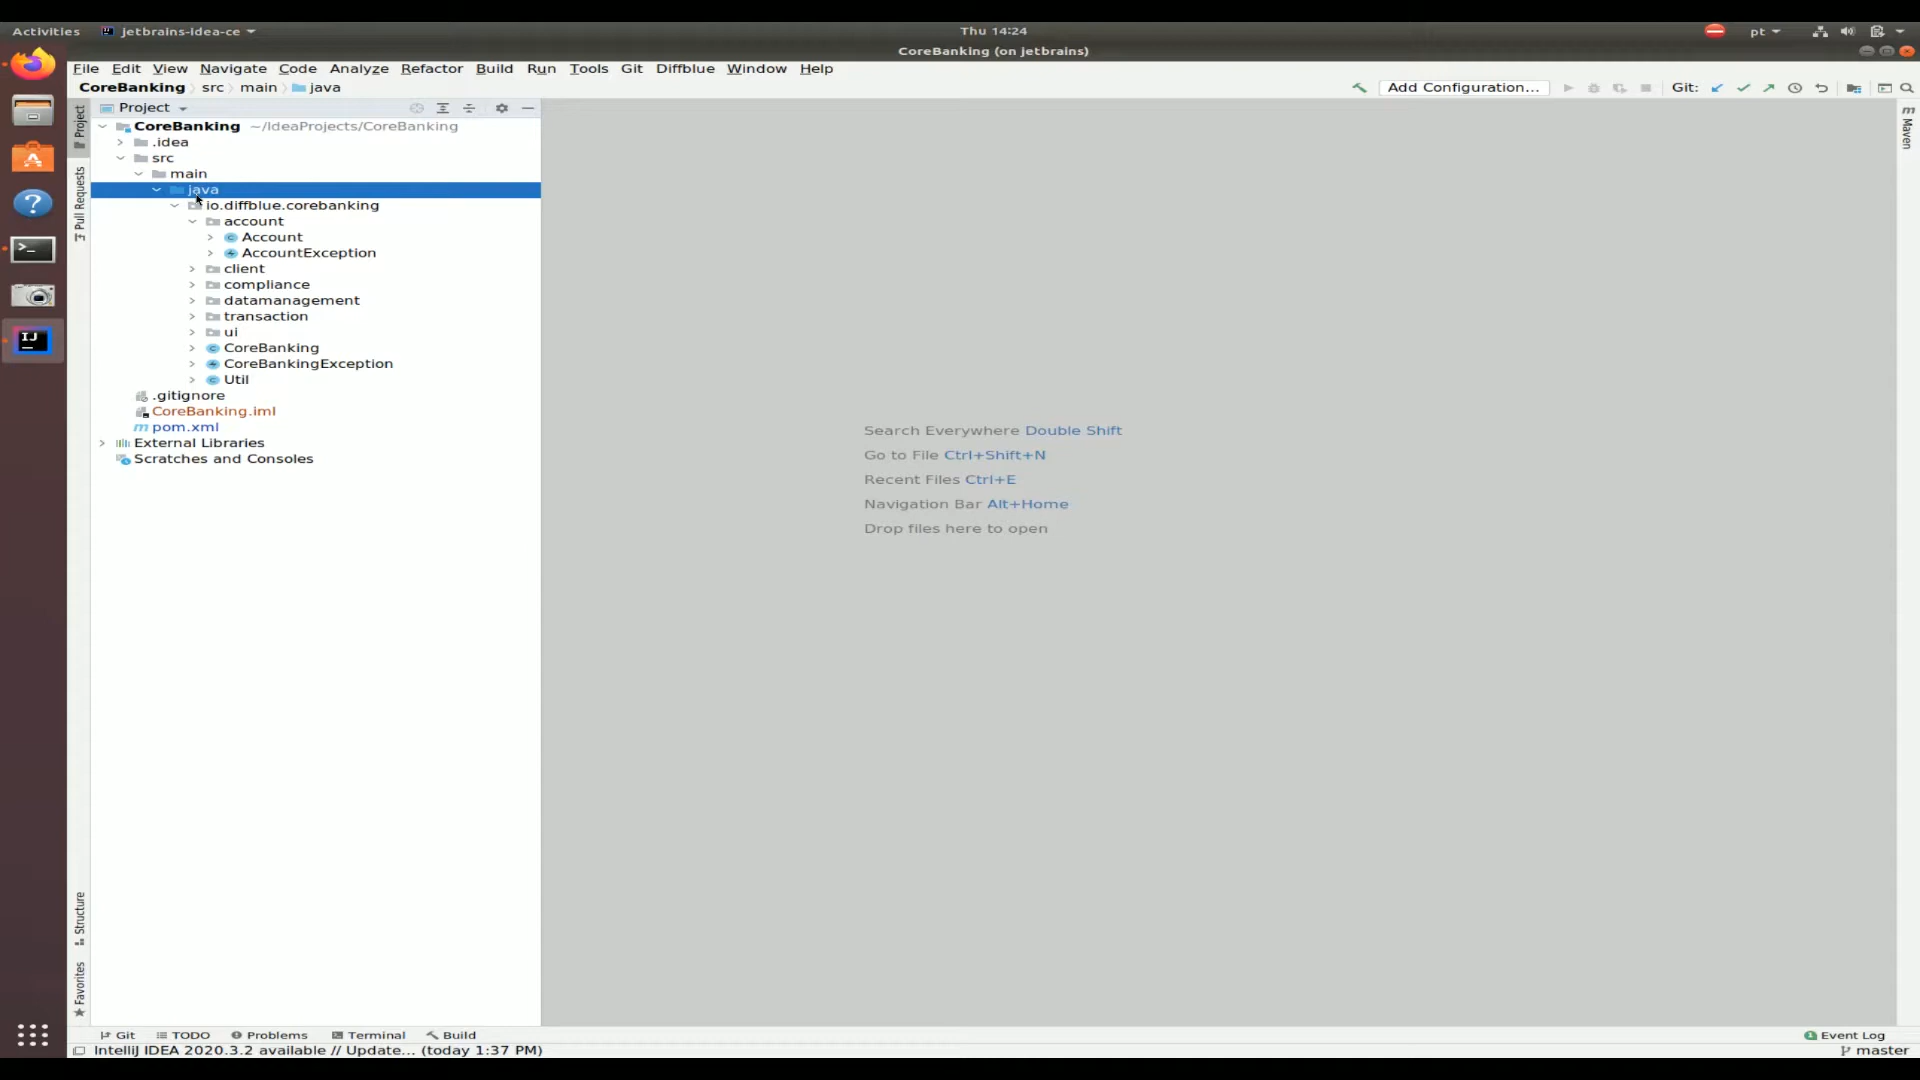 Activities jetbrains-idea-ce Thu 14:24 pt
CoreBanking (on jetbrains)
File Edit View Navigate Code Analyze Refactor Build Run Tools Git Diffblue Window Help
CoreBanking src main java Add Configuration... Git:
Project
Project
Pull Requests
Structure
Favorites
Maven
CoreBanking ~/IdeaProjects/CoreBanking
.idea
src
main
java
io.diffblue.corebanking
account
Account
AccountException
client
compliance
datamanagement
transaction
ui
CoreBanking
CoreBankingException
Util
.gitignore
CoreBanking.iml
pom.xml
External Libraries
Scratches and Consoles
Search Everywhere Double Shift
Go to File Ctrl+Shift+N
Recent Files Ctrl+E
Navigation Bar Alt+Home
Drop files here to open
Git TODO Problems Terminal Build Event Log
IntelliJ IDEA 2020.3.2 available // Update... (today 1:37 PM) master